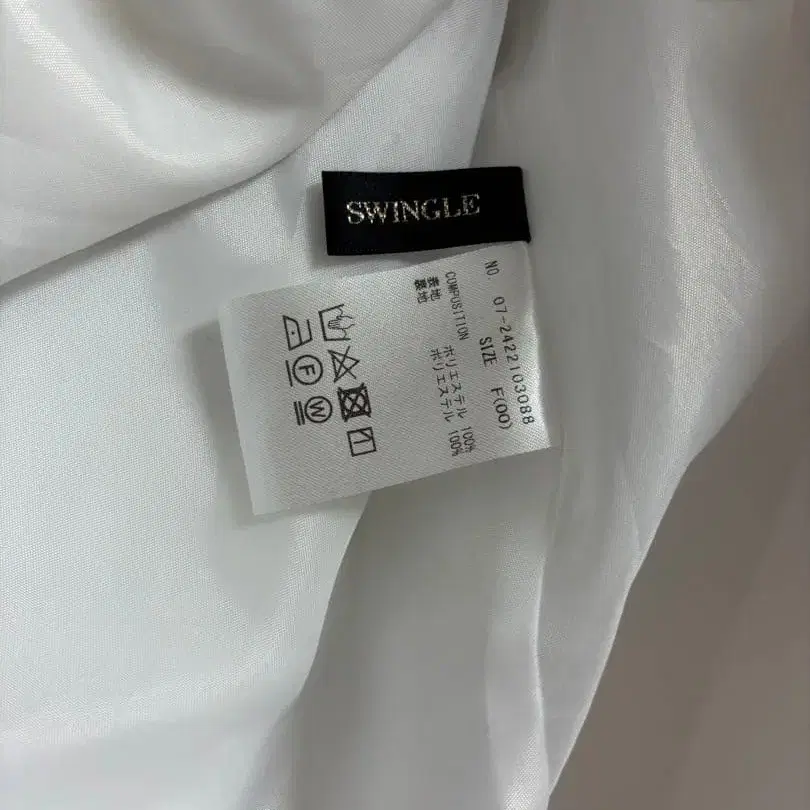 SWINGLE
NO 07-2422103088
SIZE F(00)
COMPOSITION
表地 ポリエステル 100%
裏地 ポリエステル 100%
F
W